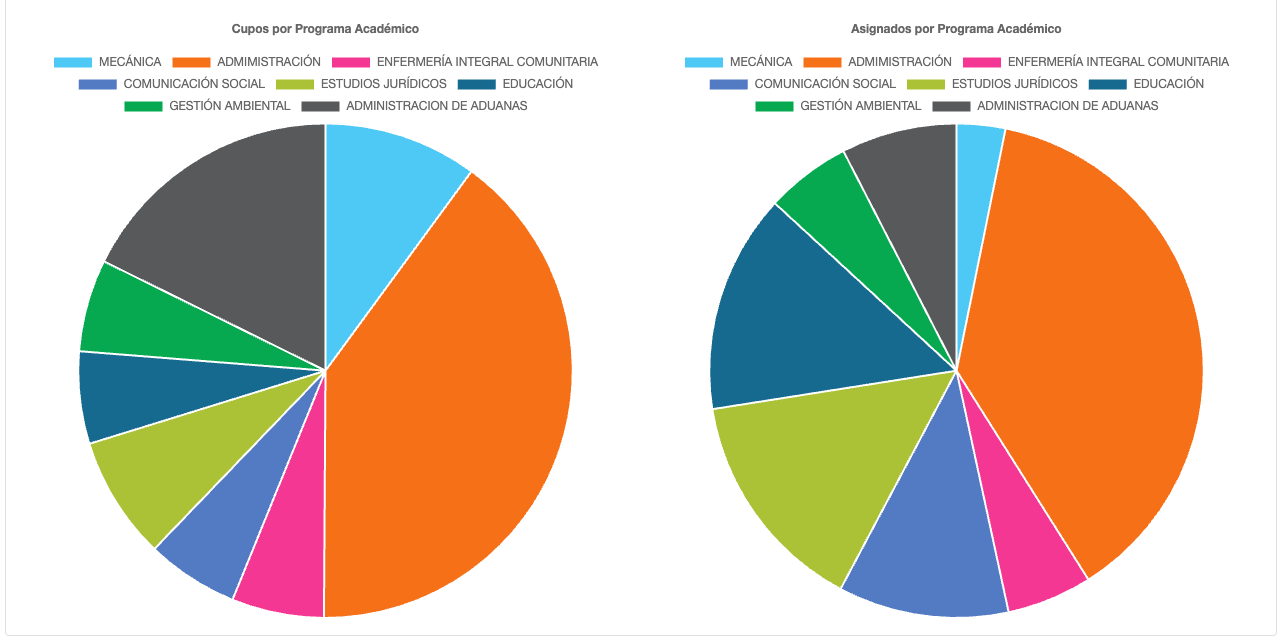 Cupos por Programa Académico
MECÁNICA ADMIMISTRACIÓN ENFERMERÍA INTEGRAL COMUNITARIA
COMUNICACIÓN SOCIAL ESTUDIOS JURÍDICOS EDUCACIÓN
GESTIÓN AMBIENTAL ADMINISTRACION DE ADUANAS
Asignados por Programa Académico
MECÁNICA ADMIMISTRACIÓN ENFERMERÍA INTEGRAL COMUNITARIA
COMUNICACIÓN SOCIAL ESTUDIOS JURÍDICOS EDUCACIÓN
GESTIÓN AMBIENTAL ADMINISTRACION DE ADUANAS